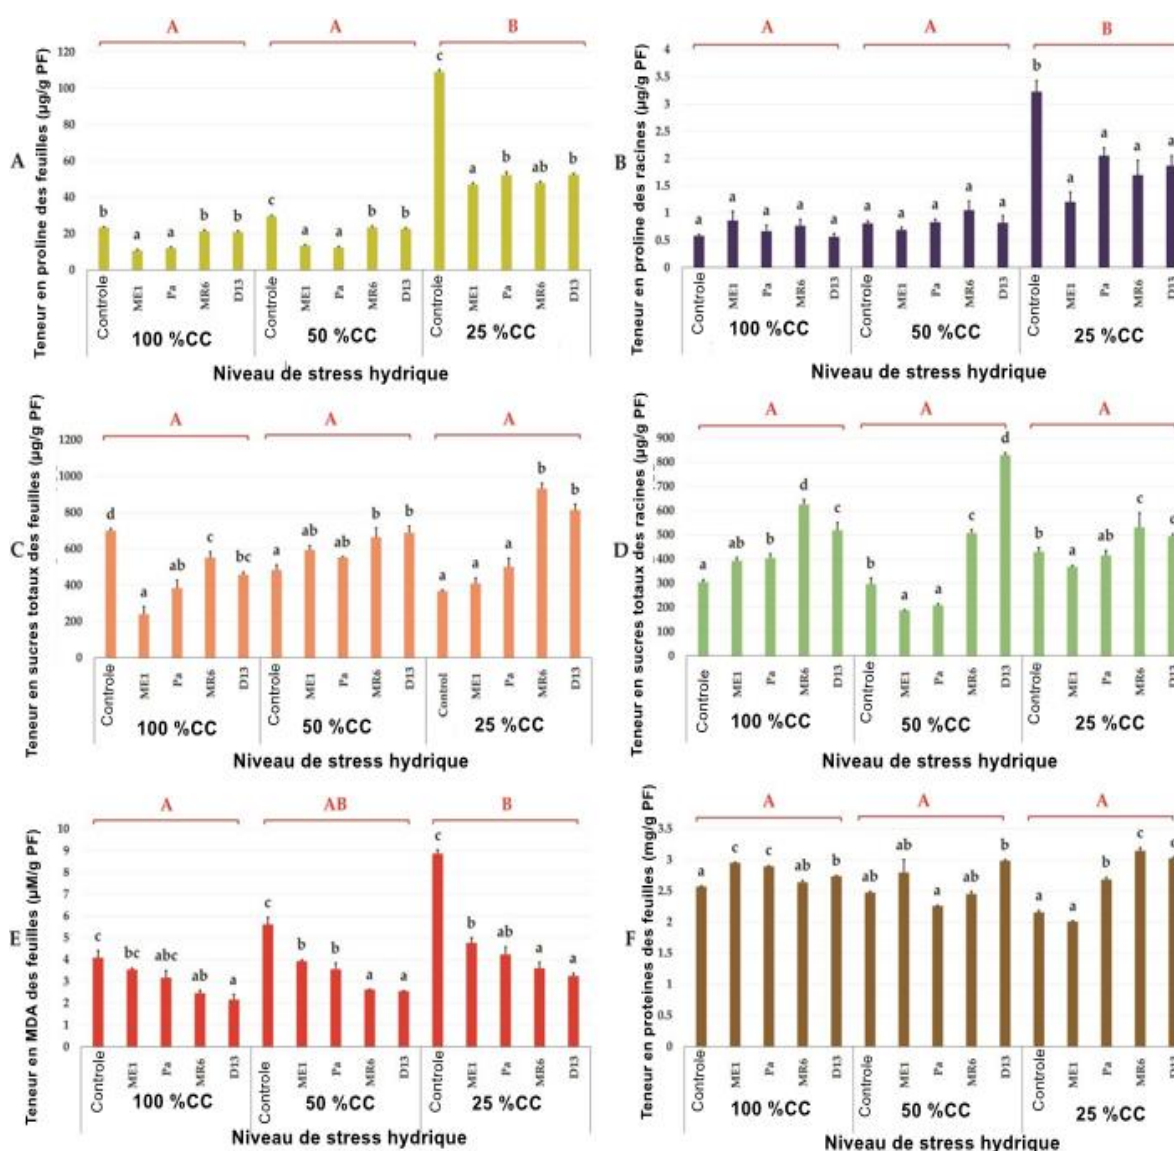 A A B
Teneur en proline des feuilles (µg/g PF)
120
100
80
60
40
20
0
A
b a a b b c a a b b c a b ab b
Controle ME1 Pa MR6 D13 Controle ME1 Pa MR6 D13 Controle ME1 Pa MR6 D13
100 %CC 50 %CC 25 %CC
Niveau de stress hydrique
A A B
Teneur en proline des racines (µg/g PF)
4
3.5
3
2.5
2
1.5
1
0.5
0
B
a a a a a a a a a a b a a a a
Controle ME1 Pa MR6 D13 Controle ME1 Pa MR6 D13 Controle ME1 Pa MR6 D13
100 %CC 50 %CC 25 %CC
Niveau de stress hydrique
A A A
Teneur en sucres totaux des feuilles (µg/g PF)
1200
1000
800
600
400
200
0
C
d a ab c bc a ab ab b b a a a b b
Controle ME1 Pa MR6 D13 Controle ME1 Pa MR6 D13 Control ME1 Pa MR6 D13
100 %CC 50 %CC 25 %CC
Niveau de stress hydrique
A A A
Teneur en sucres totaux des racines (µg/g PF)
900
800
700
600
500
400
300
200
100
0
D
a ab b d c b a a c d b a ab c c
Controle ME1 Pa MR6 D13 Controle ME1 Pa MR6 D13 Controle ME1 Pa MR6 D13
100 %CC 50 %CC 25 %CC
Niveau de stress hydrique
A AB B
Teneur en MDA des feuilles (µM/g PF)
10
9
8
7
6
5
4
3
2
1
0
E
c bc abc ab a c b b a a c b ab a a
Controle ME1 Pa MR6 D13 Controle ME1 Pa MR6 D13 Controle ME1 Pa MR6 D13
100 %CC 50 %CC 25 %CC
Niveau de stress hydrique
A A A
Teneur en proteines des feuilles (mg/g PF)
3.5
3
2.5
2
1.5
1
0.5
0
F
a c c ab b ab ab a ab b a a b c
Controle ME1 Pa MR6 D13 Controle ME1 Pa MR6 D13 Controle ME1 Pa MR6 D13
100 %CC 50 %CC 25 %CC
Niveau de stress hydrique